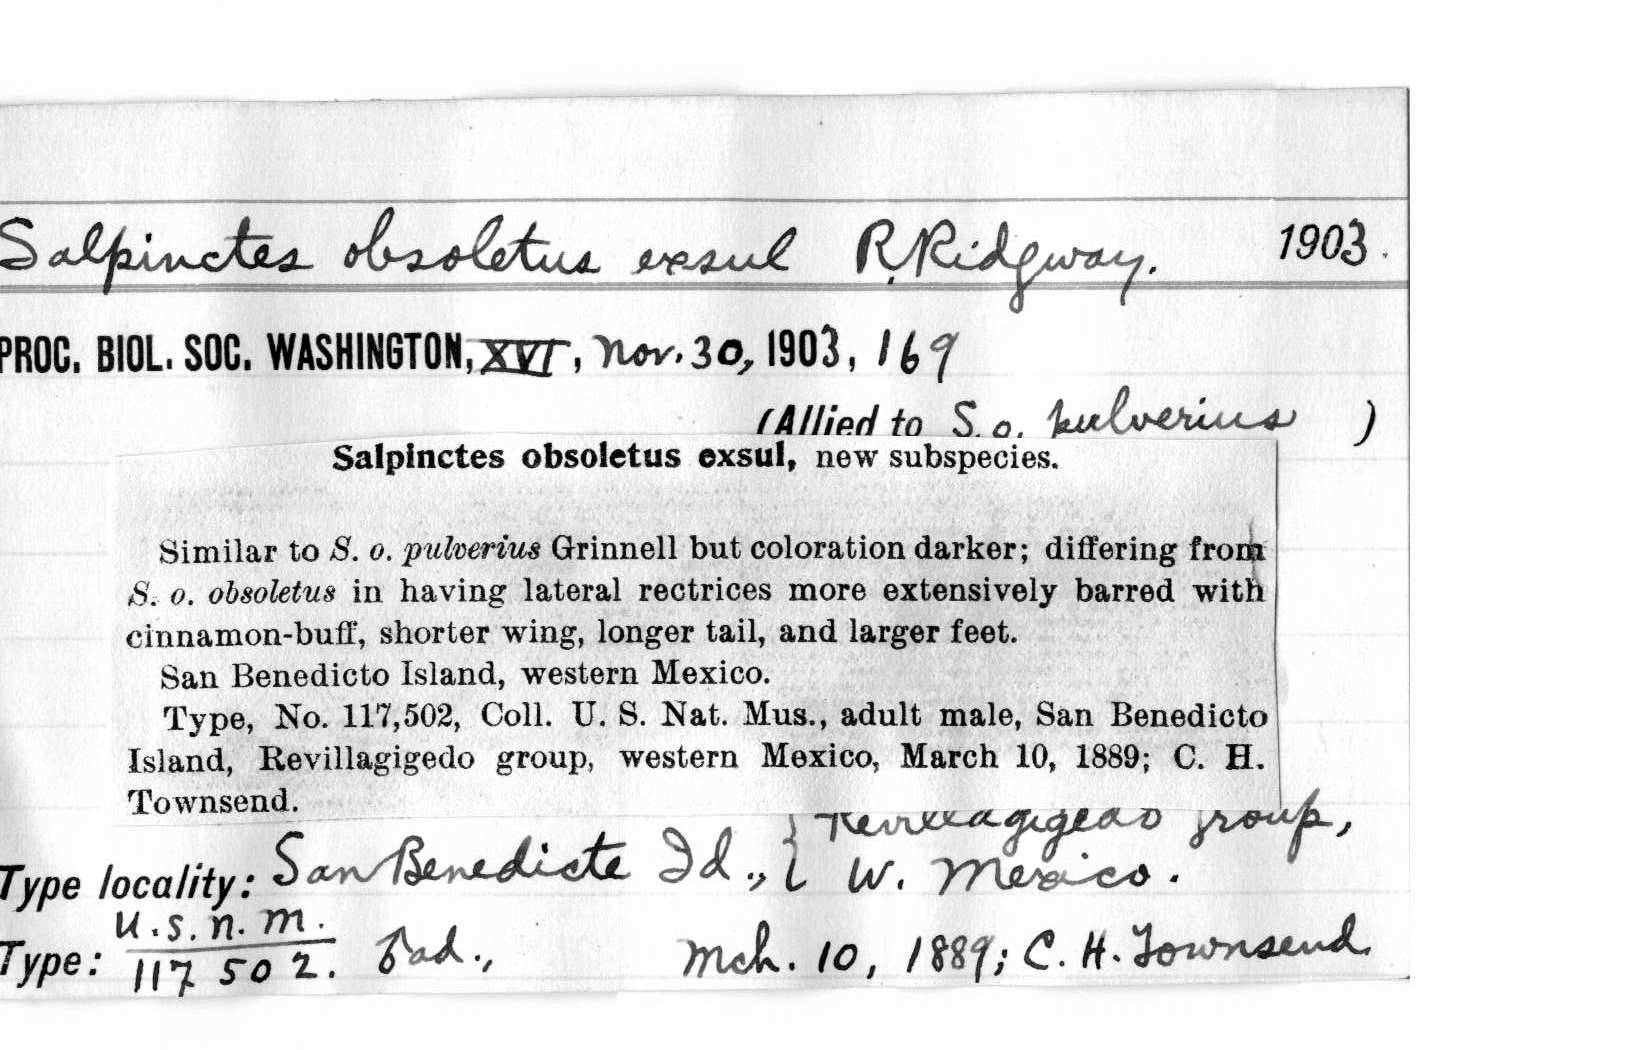 Salpinctes obsoletus exsul R. Ridgway. 1903.
PROC. BIOL. SOC. WASHINGTON, XVI, Nov. 30, 1903, 169
(Allied to S. o. pulverius )
Salpinctes obsoletus exsul, new subspecies.
Similar to S. o. pulverius Grinnell but coloration darker; differing from
S. o. obsoletus in having lateral rectrices more extensively barred with
cinnamon-buff, shorter wing, longer tail, and larger feet.
San Benedicto Island, western Mexico.
Type, No. 117,502, Coll. U. S. Nat. Mus., adult male, San Benedicto
Island, Revillagigedo group, western Mexico, March 10, 1889; C. H.
Townsend.
Revillagigedo group,
Type locality: San Benedicte Id., W. Mexico.
U.S.N.M.
Type: 117502. ad., Mch. 10, 1889; C. H. Townsend.